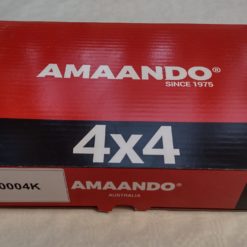 AMAANDO®
SINCE 1975
4x4
0004K
AMAANDO®
AUSTRALIA